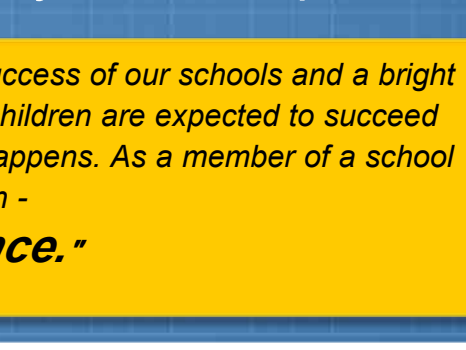 uccess of our schools and a bright
hildren are expected to succeed
appens. As a member of a school
n -
nce."